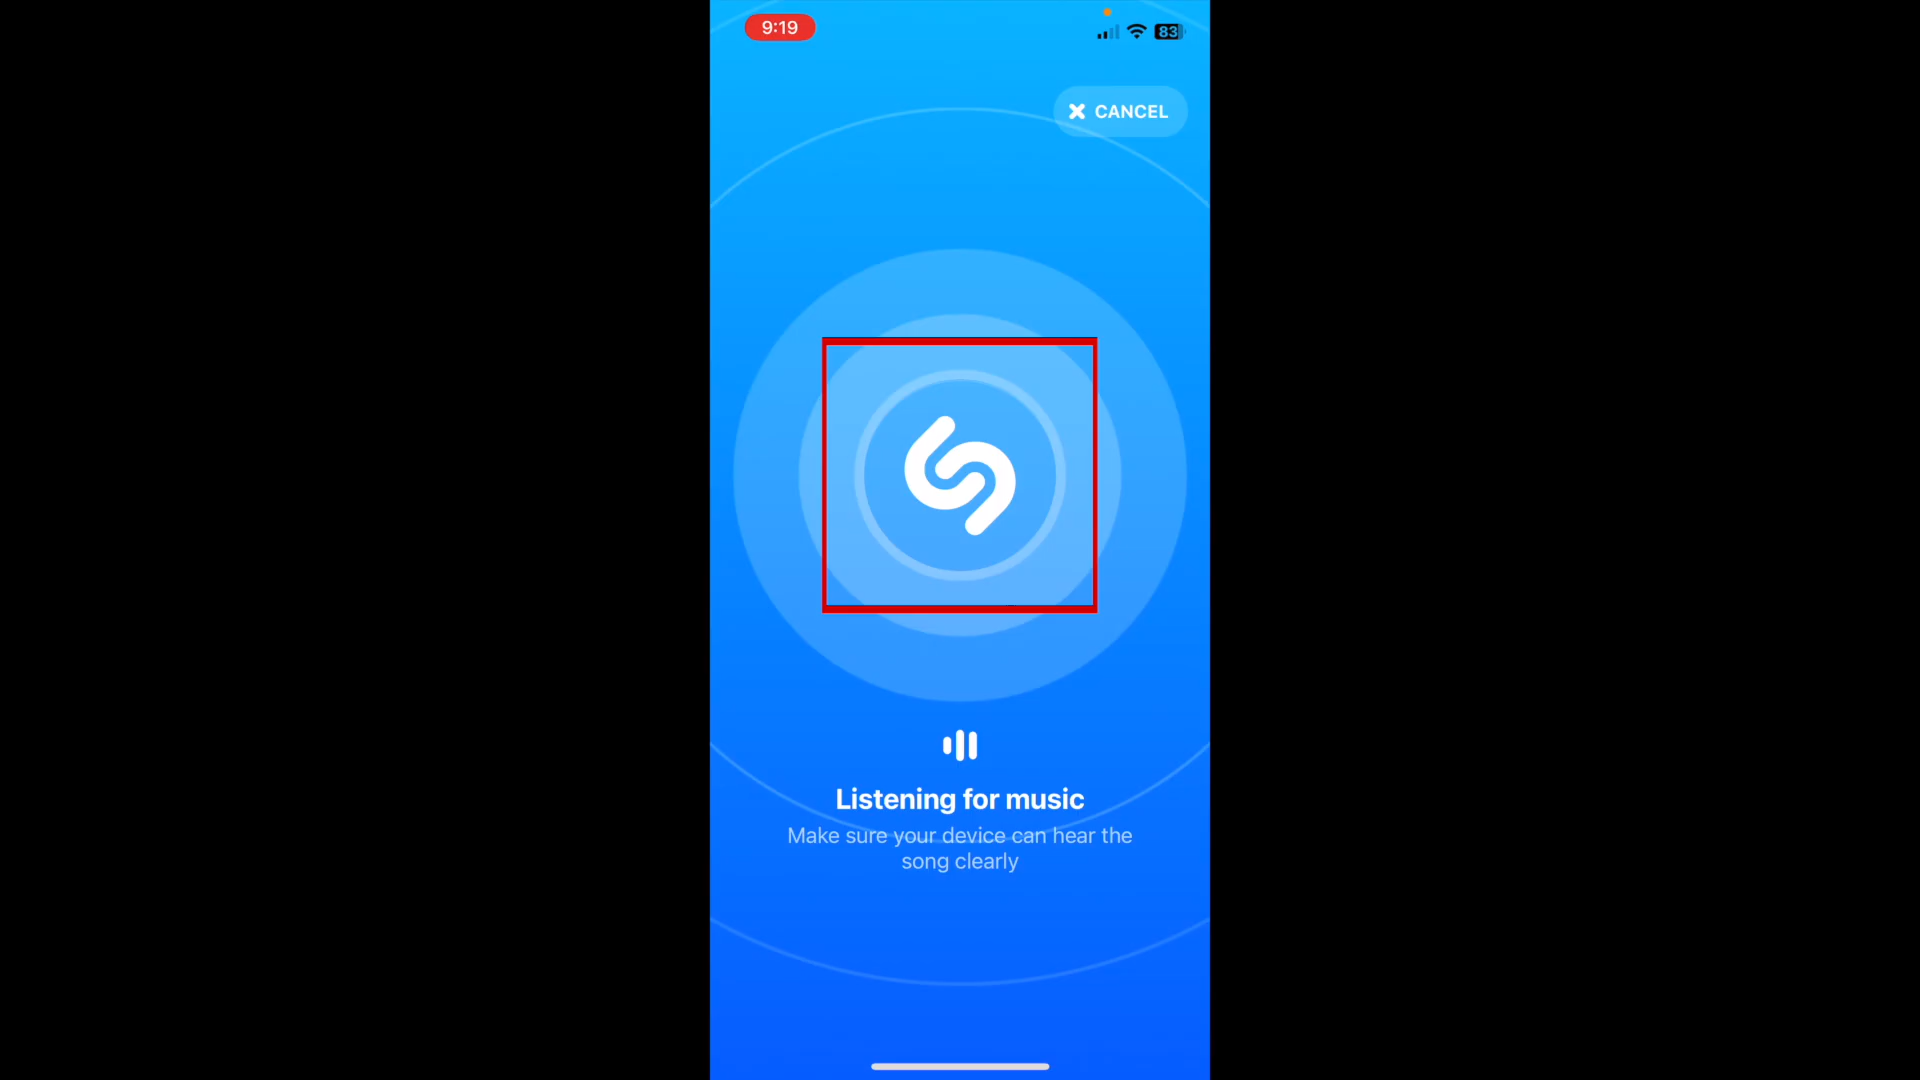 9:19
83
CANCEL
Listening for music
Make sure your device can hear the
song clearly